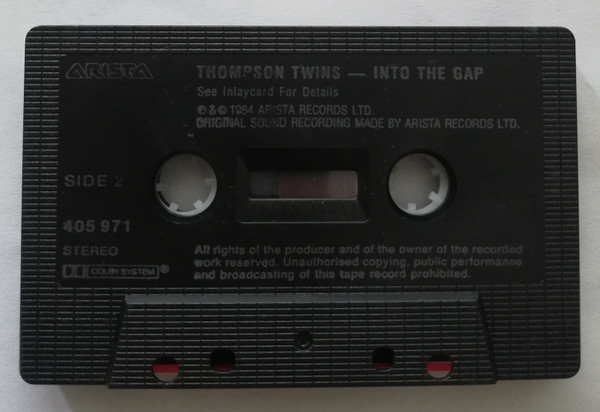 ARISTA
THOMPSON TWINS — INTO THE GAP
See Inlaycard For Details
℗ & © 1984 ARISTA RECORDS LTD.
ORIGINAL SOUND RECORDING MADE BY ARISTA RECORDS LTD.
SIDE 2
405 971
STEREO
DOLBY SYSTEM®
All rights of the producer and of the owner of the recorded
work reserved. Unauthorised copying, public performance
and broadcasting of this tape record prohibited.